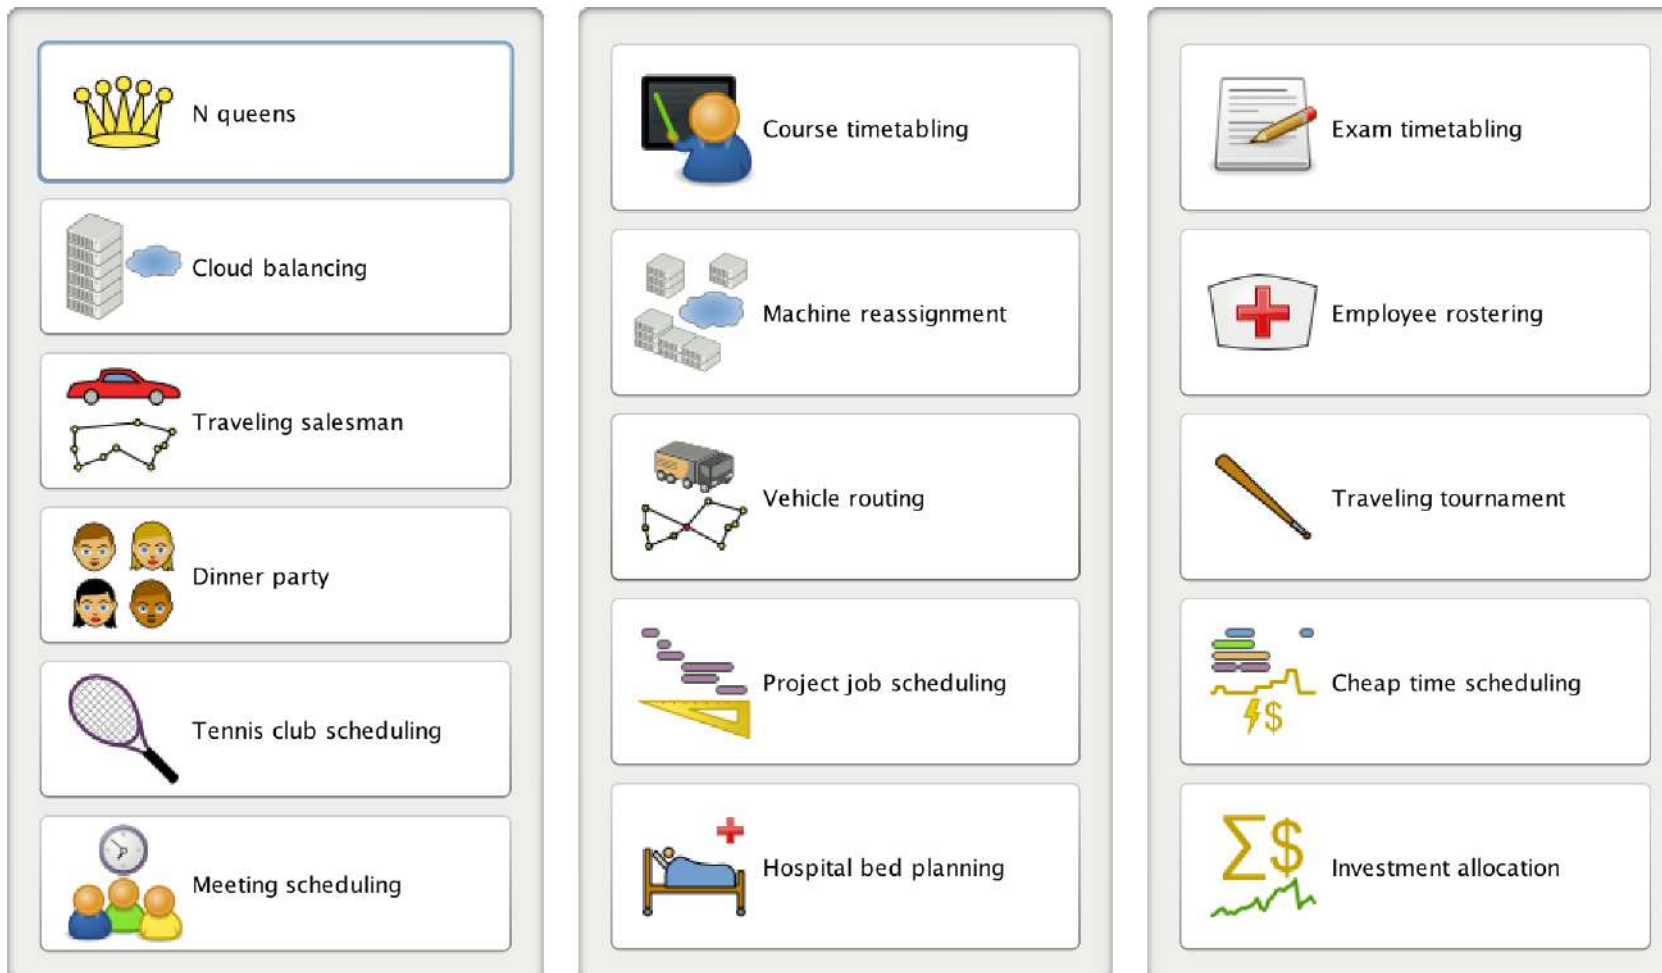 N queens
Cloud balancing
Traveling salesman
Dinner party
Tennis club scheduling
Meeting scheduling
Course timetabling
Machine reassignment
Vehicle routing
Project job scheduling
Hospital bed planning
Exam timetabling
Employee rostering
Traveling tournament
Cheap time scheduling
Investment allocation